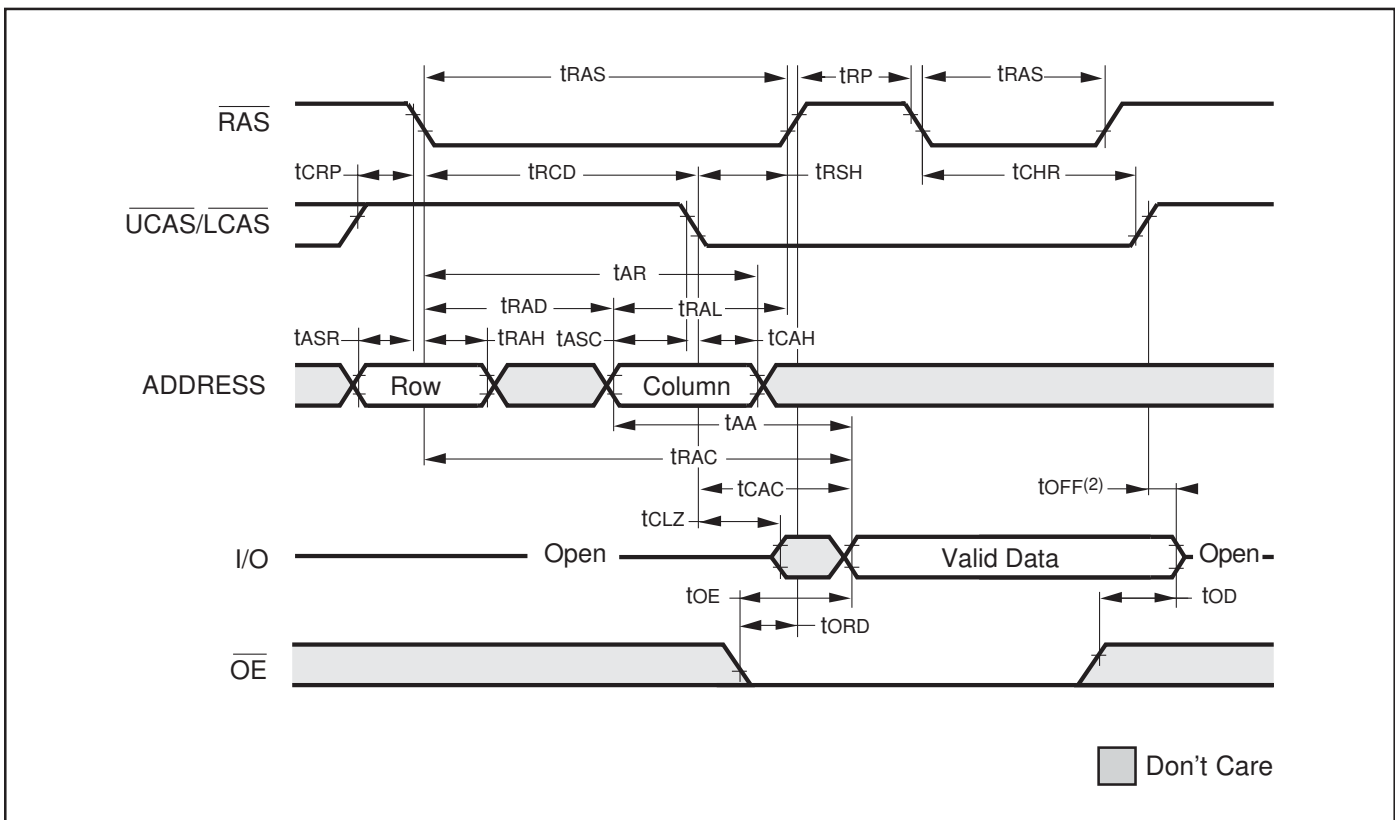 tRAS tRP tRAS
RAS
tCRP tRCD tRSH tCHR
UCAS/LCAS
tAR
tRAD tRAL
tASR tRAH tASC tCAH
ADDRESS Row Column
tAA
tRAC
tCAC tOFF(2)
tCLZ
I/O Open Valid Data Open
tOE tOD
tORD
OE
Don't Care